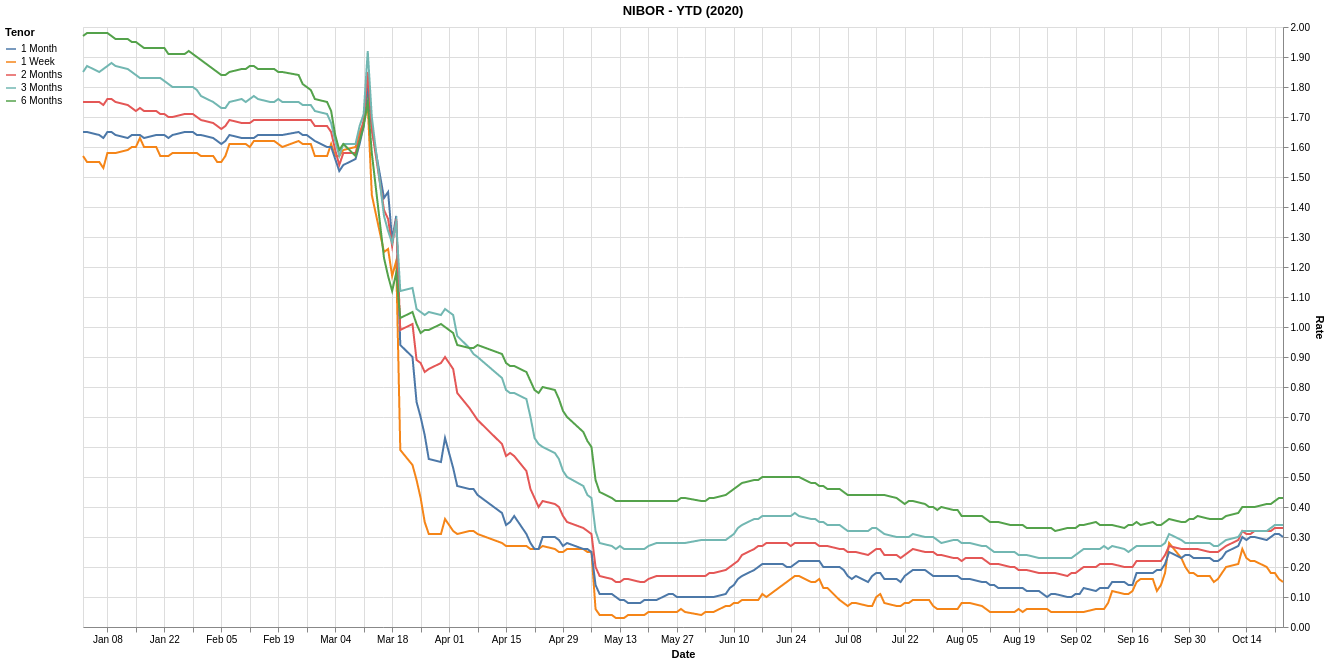 NIBOR - YTD (2020)
Tenor
1 Month
1 Week
2 Months
3 Months
6 Months
2.00
1.90
1.80
1.70
1.60
1.50
1.40
1.30
1.20
1.10
1.00
0.90
0.80
0.70
0.60
0.50
0.40
0.30
0.20
0.10
0.00
Rate
Jan 08 Jan 22 Feb 05 Feb 19 Mar 04 Mar 18 Apr 01 Apr 15 Apr 29 May 13 May 27 Jun 10 Jun 24 Jul 08 Jul 22 Aug 05 Aug 19 Sep 02 Sep 16 Sep 30 Oct 14
Date